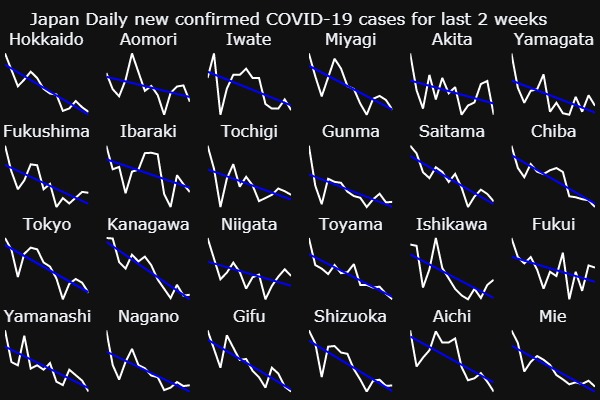 Japan Daily new confirmed COVID-19 cases for last 2 weeks
Hokkaido Aomori Iwate Miyagi Akita Yamagata
Fukushima Ibaraki Tochigi Gunma Saitama Chiba
Tokyo Kanagawa Niigata Toyama Ishikawa Fukui
Yamanashi Nagano Gifu Shizuoka Aichi Mie